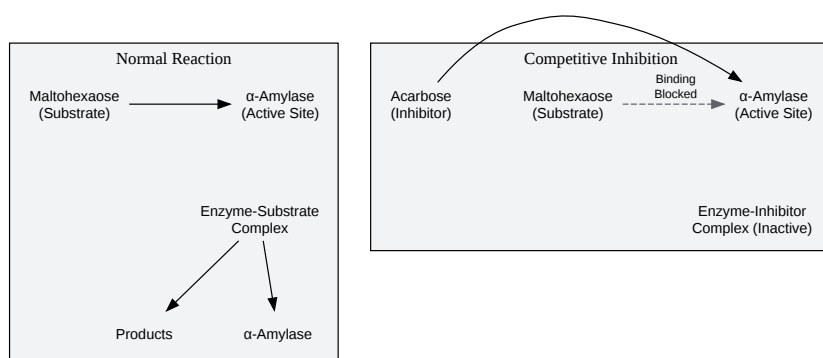 Normal Reaction
Maltohexaose
(Substrate)
α-Amylase
(Active Site)
Enzyme-Substrate
Complex
Products
α-Amylase
Competitive Inhibition
Acarbose
(Inhibitor)
Maltohexaose
(Substrate)
Binding
Blocked
α-Amylase
(Active Site)
Enzyme-Inhibitor
Complex (Inactive)